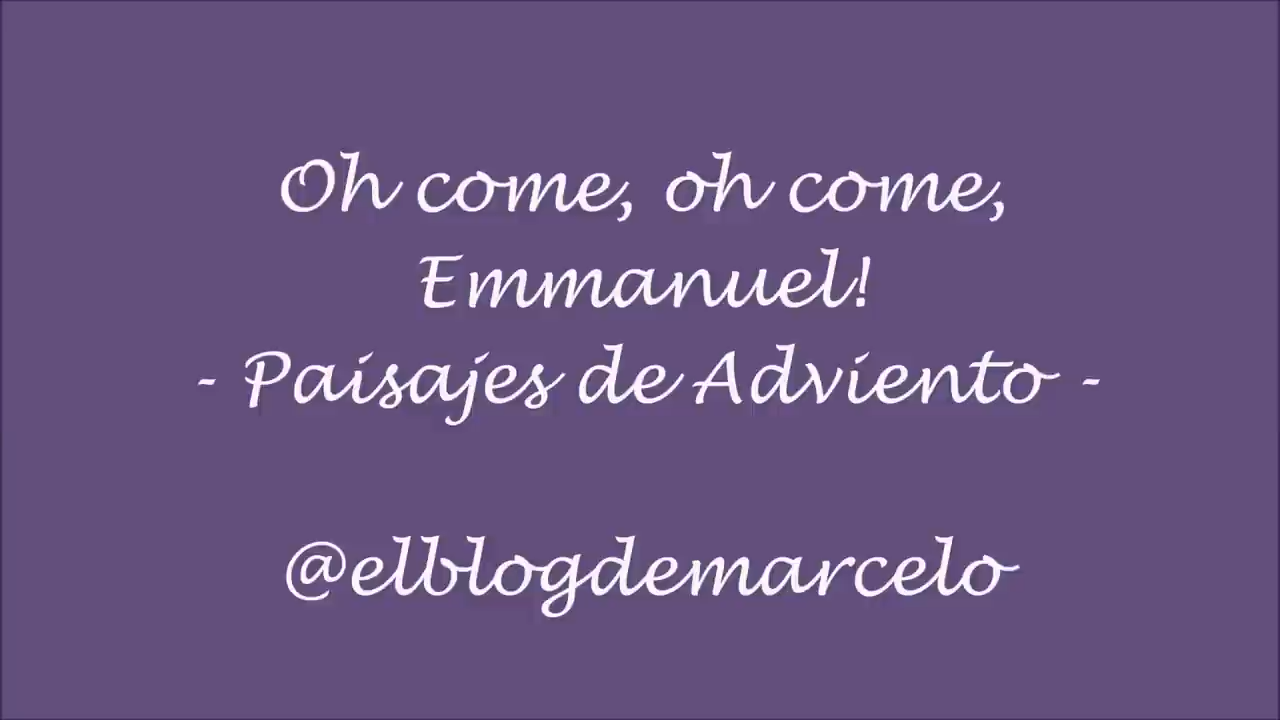 Oh come, oh come,
Emmanuel!
- Paisajes de Adviento -
@elblogdemarcelo